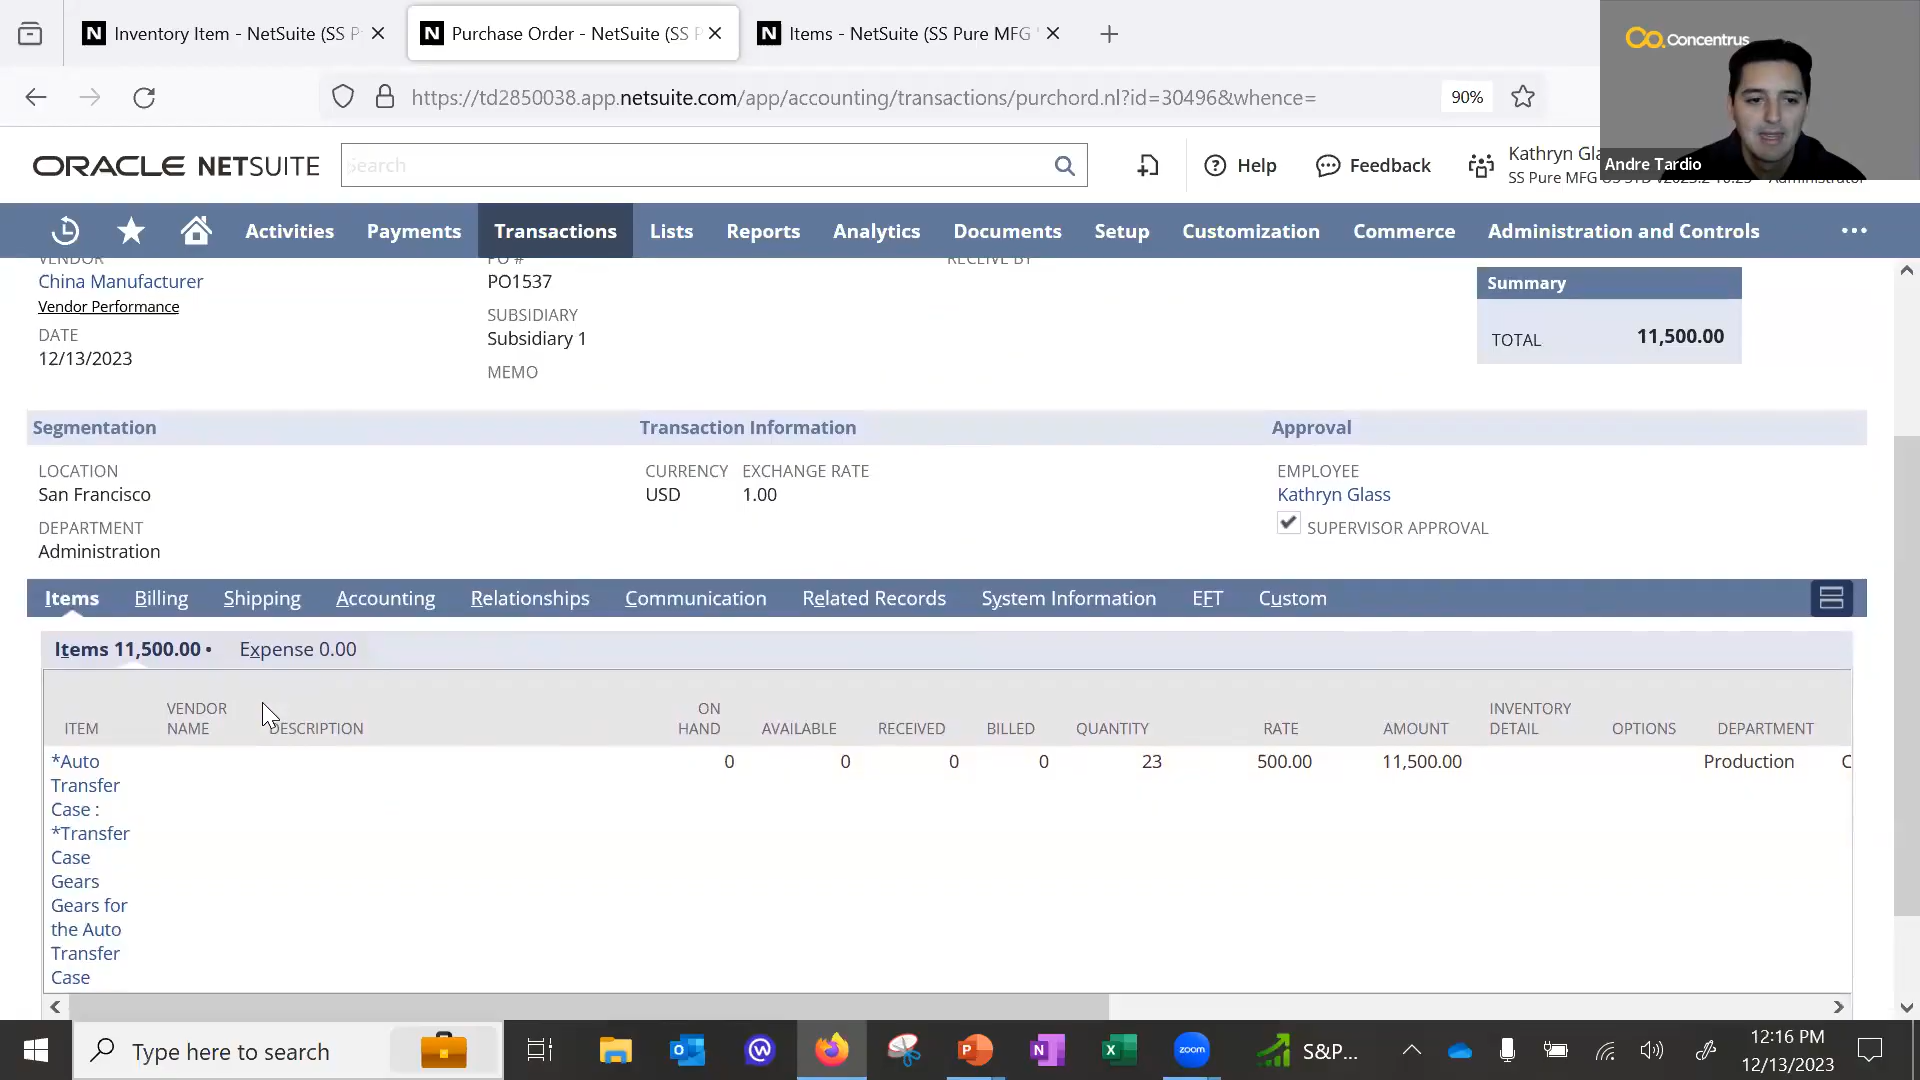 Inventory Item - NetSuite (SS P
Purchase Order - NetSuite (SS P
Items - NetSuite (SS Pure MFG
https://td2850038.app.netsuite.com/app/accounting/transactions/purchord.nl?id=30496&whence=
90%
Concentrus
Andre Tardio
ORACLE NETSUITE
Search
Help
Feedback
Kathryn Gla
SS Pure MFG
Activities
Payments
Transactions
Lists
Reports
Analytics
Documents
Setup
Customization
Commerce
Administration and Controls
VENDOR
China Manufacturer
Vendor Performance
DATE
12/13/2023
PO #
PO1537
SUBSIDIARY
Subsidiary 1
MEMO
RECEIVE BY
Summary
TOTAL 11,500.00
Segmentation
Transaction Information
Approval
LOCATION
San Francisco
DEPARTMENT
Administration
CURRENCY
USD
EXCHANGE RATE
1.00
EMPLOYEE
Kathryn Glass
SUPERVISOR APPROVAL
Items
Billing
Shipping
Accounting
Relationships
Communication
Related Records
System Information
EFT
Custom
Items 11,500.00 •
Expense 0.00
ITEM
VENDOR
NAME
DESCRIPTION
ON
HAND
AVAILABLE
RECEIVED
BILLED
QUANTITY
RATE
AMOUNT
INVENTORY
DETAIL
OPTIONS
DEPARTMENT
*Auto
Transfer
Case :
*Transfer
Case
Gears
Gears for
the Auto
Transfer
Case
0
0
0
0
23
500.00
11,500.00
Production
C
Type here to search
S&P...
12:16 PM
12/13/2023